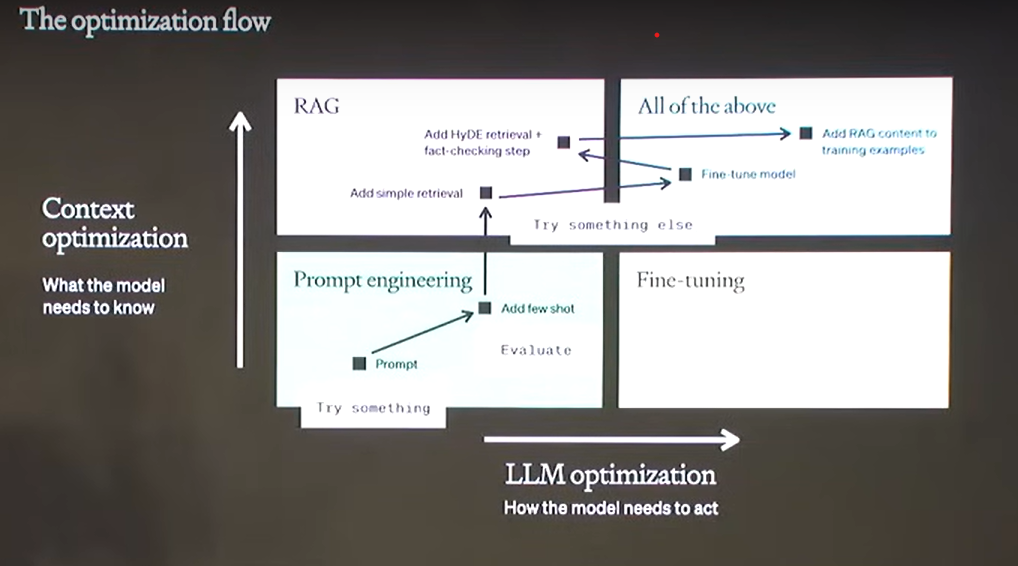 The optimization flow
RAG
Add HyDE retrieval +
fact-checking step
Add simple retrieval
All of the above
Add RAG content to
training examples
Fine-tune model
Try something else
Context
optimization
What the model
needs to know
Prompt engineering
Add few shot
Evaluate
Prompt
Try something
Fine-tuning
LLM optimization
How the model needs to act